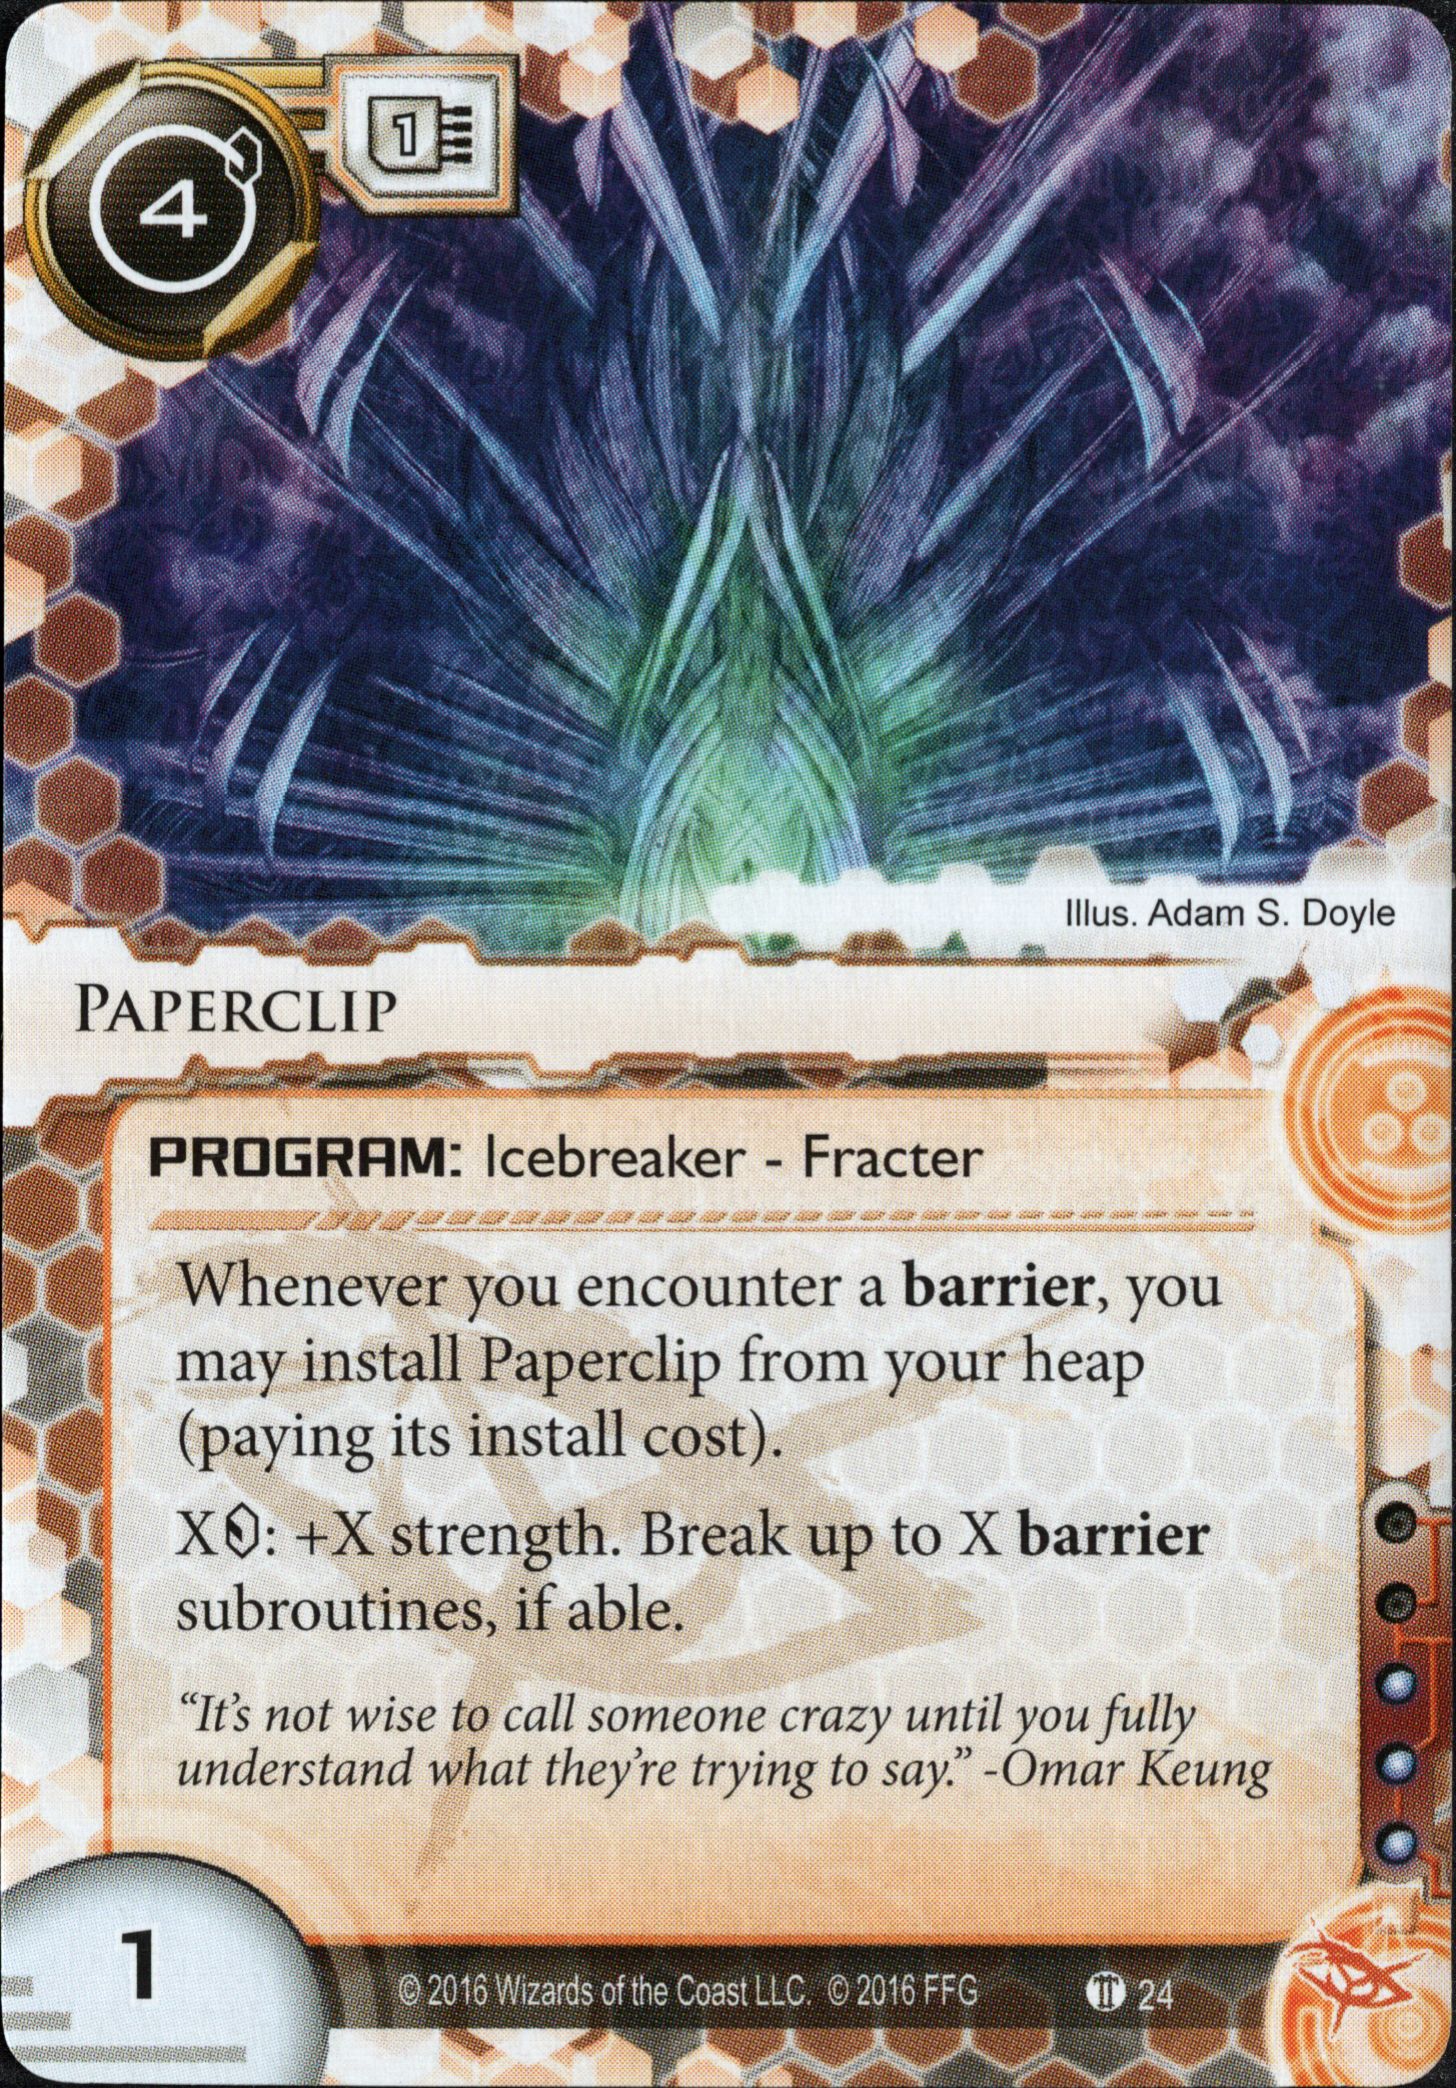 4
1
Illus. Adam S. Doyle
PAPERCLIP
PROGRAM: Icebreaker - Fracter
Whenever you encounter a barrier, you
may install Paperclip from your heap
(paying its install cost).
X: +X strength. Break up to X barrier
subroutines, if able.
“It’s not wise to call someone crazy until you fully
understand what they’re trying to say.” -Omar Keung
1
© 2016 Wizards of the Coast LLC. © 2016 FFG
24